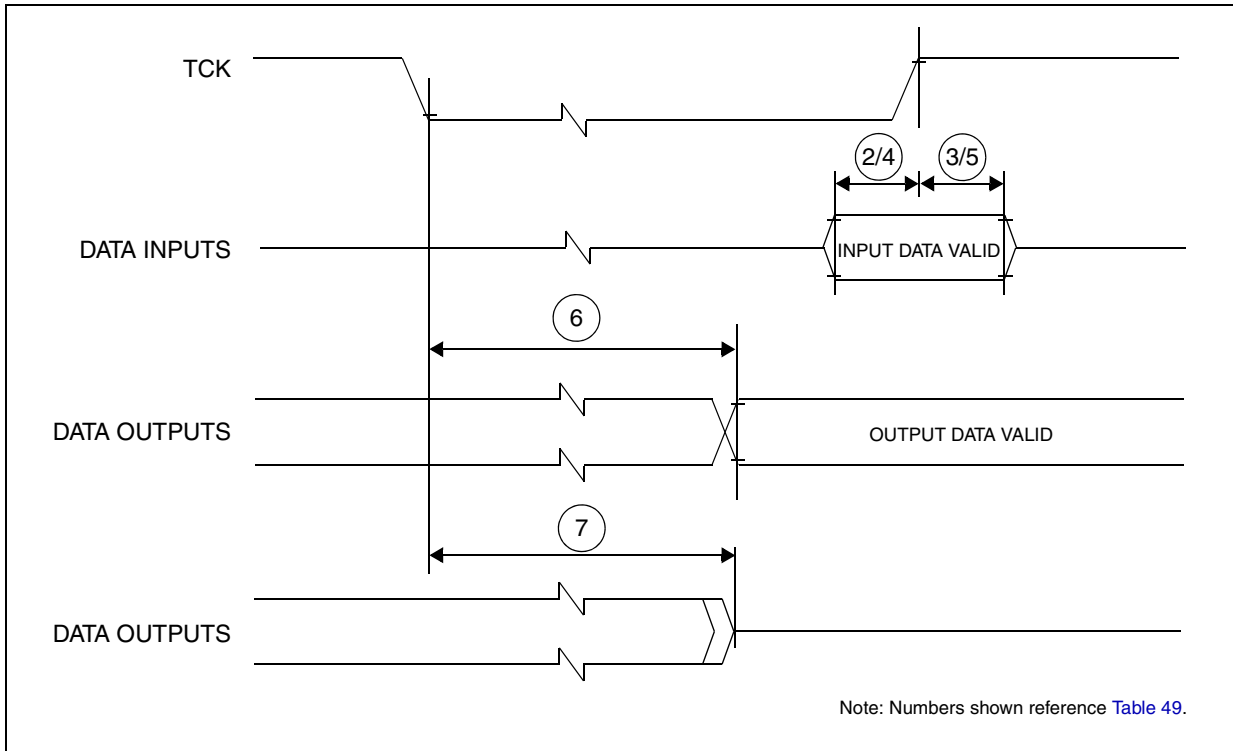 TCK
2/4
3/5
DATA INPUTS
INPUT DATA VALID
6
DATA OUTPUTS
OUTPUT DATA VALID
7
DATA OUTPUTS
Note: Numbers shown reference Table 49.